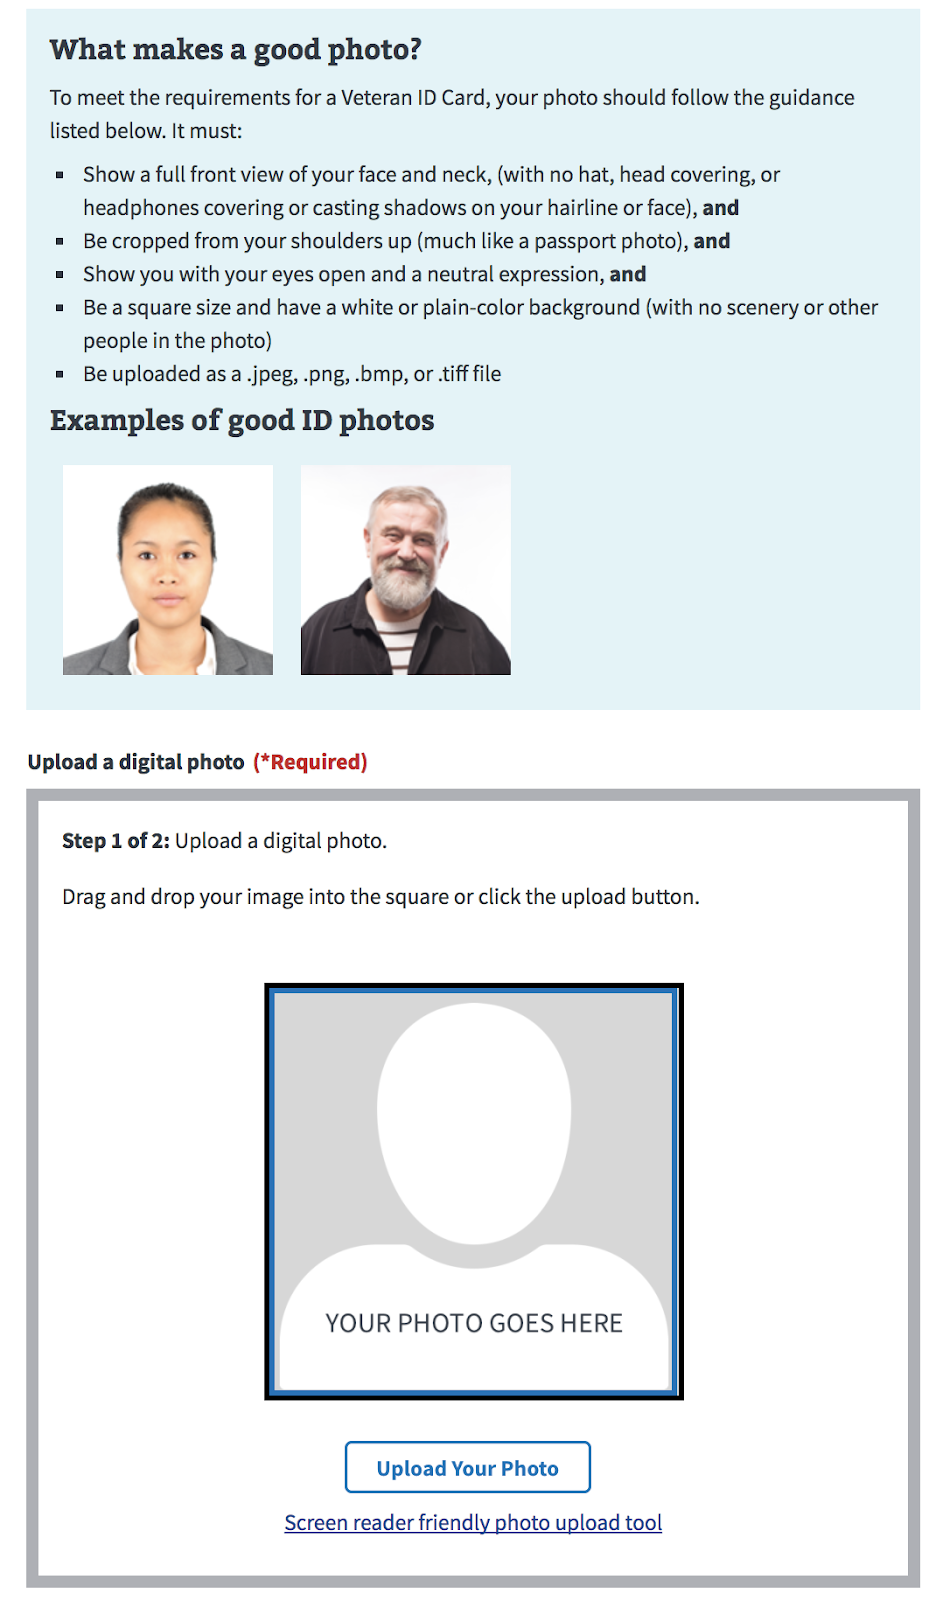 What makes a good photo?
To meet the requirements for a Veteran ID Card, your photo should follow the guidance
listed below. It must:
▪ Show a full front view of your face and neck, (with no hat, head covering, or
headphones covering or casting shadows on your hairline or face), and
▪ Be cropped from your shoulders up (much like a passport photo), and
▪ Show you with your eyes open and a neutral expression, and
▪ Be a square size and have a white or plain-color background (with no scenery or other
people in the photo)
▪ Be uploaded as a .jpeg, .png, .bmp, or .tiff file
Examples of good ID photos
Upload a digital photo (*Required)
Step 1 of 2: Upload a digital photo.
Drag and drop your image into the square or click the upload button.
YOUR PHOTO GOES HERE
Upload Your Photo
Screen reader friendly photo upload tool